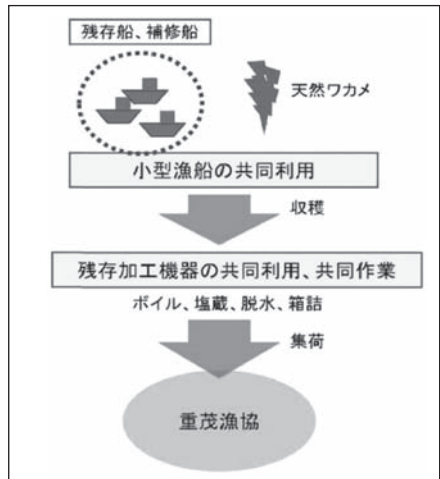 残存船、補修船
天然ワカメ
小型漁船の共同利用
収穫
残存加工機器の共同利用、共同作業
ボイル、塩蔵、脱水、箱詰
集荷
重茂漁協